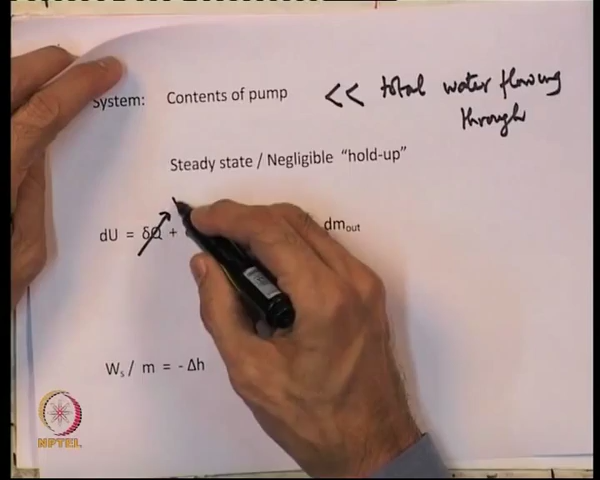 System: Contents of pump << total water flowing
through
Steady state / Negligible "hold-up"
dU = δQ + dm_out
W_s / m = - Δh
NPTEL